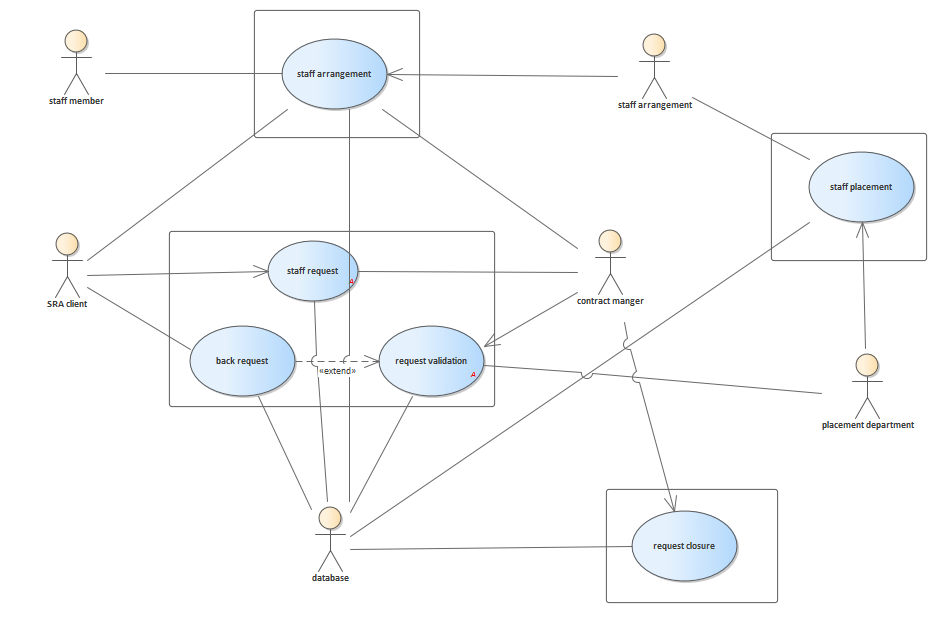 staff member
staff arrangement
staff arrangement
staff placement
SRA client
staff request
A
contract manger
back request
«extend»
request validation
A
placement department
database
request closure